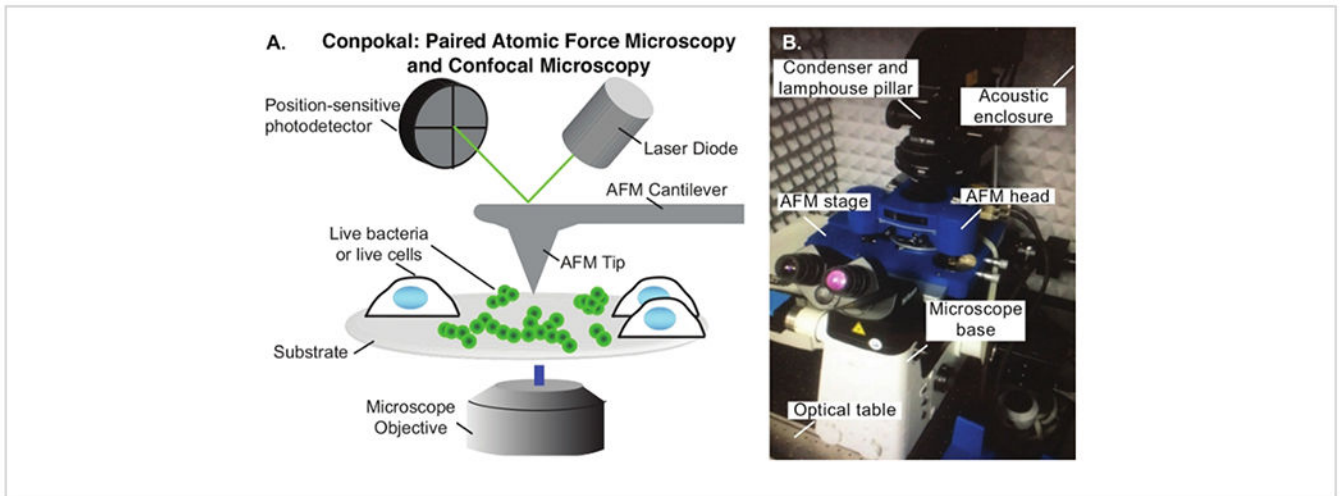 A.
Conpokal: Paired Atomic Force Microscopy
and Confocal Microscopy
Position-sensitive
photodetector
Laser Diode
AFM Cantilever
Live bacteria
or live cells
AFM Tip
Substrate
Microscope
Objective
B.
Condenser and
lamphouse pillar
Acoustic
enclosure
AFM stage
AFM head
Microscope
base
Optical table